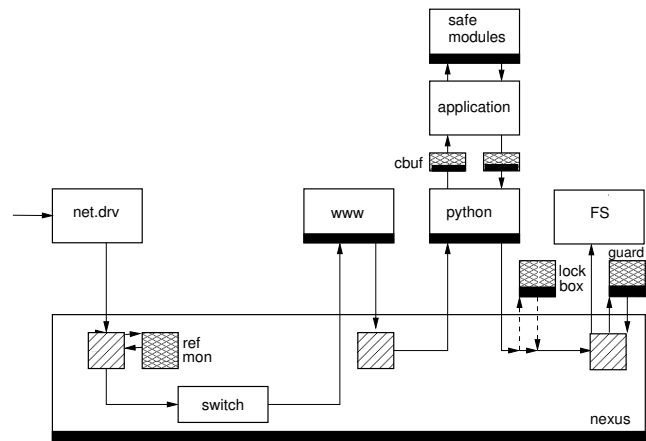 safe
modules
application
cbuf
net.drv
www
python
FS
lock
box
guard
ref
mon
switch
nexus